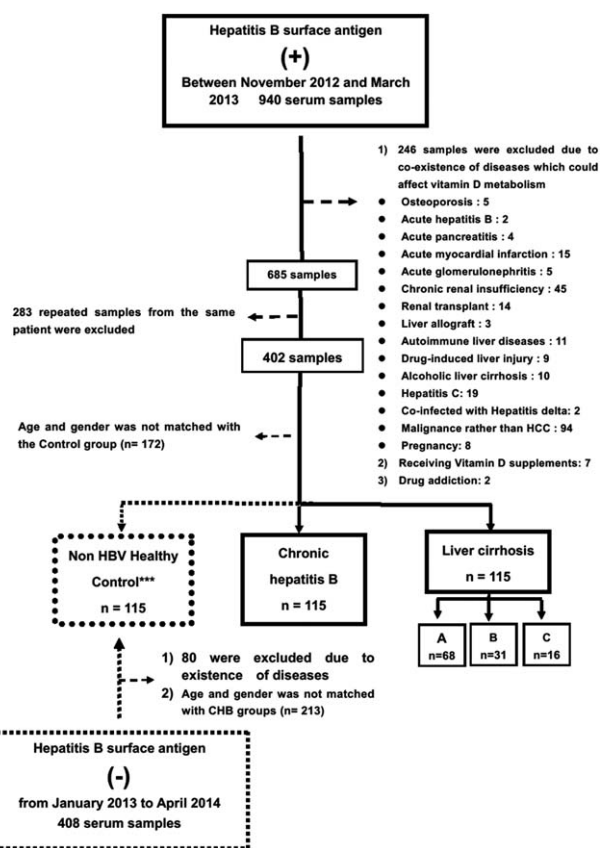 Hepatitis B surface antigen
(+)
Between November 2012 and March
2013 940 serum samples
1) 246 samples were excluded due to
co-existence of diseases which could
affect vitamin D metabolism
● Osteoporosis : 5
● Acute hepatitis B : 2
● Acute pancreatitis : 4
● Acute myocardial infarction : 15
● Acute glomerulonephritis : 5
● Chronic renal insufficiency : 45
● Renal transplant : 14
● Liver allograft : 3
● Autoimmune liver diseases : 11
● Drug-induced liver injury : 9
● Alcoholic liver cirrhosis : 10
● Hepatitis C: 19
● Co-infected with Hepatitis delta: 2
● Malignance rather than HCC : 94
● Pregnancy: 8
2) Receiving Vitamin D supplements: 7
3) Drug addiction: 2
685 samples
283 repeated samples from the same
patient were excluded
402 samples
Age and gender was not matched with
the Control group (n= 172)
Non HBV Healthy
Control***
n = 115
Chronic
hepatitis B
n = 115
Liver cirrhosis
n = 115
A
n=68
B
n=31
C
n=16
1) 80 were excluded due to
existence of diseases
2) Age and gender was not matched
with CHB groups (n= 213)
Hepatitis B surface antigen
(-)
from January 2013 to April 2014
408 serum samples